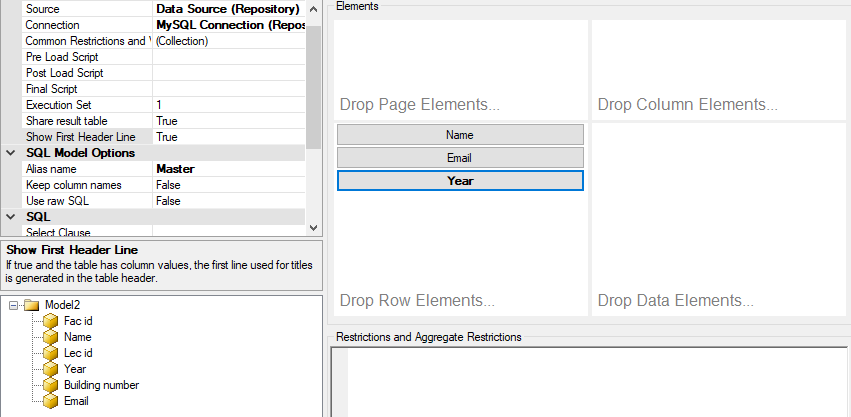 Source Data Source (Repository)
Connection MySQL Connection (Repos
Common Restrictions and V (Collection)
Pre Load Script
Post Load Script
Final Script
Execution Set 1
Share result table True
Show First Header Line True
SQL Model Options
Alias name Master
Keep column names False
Use raw SQL False
SQL
Select Clause
Show First Header Line
If true and the table has column values, the first line used for titles
is generated in the table header.
Model2
Fac id
Name
Lec id
Year
Building number
Email
Elements
Drop Page Elements...
Drop Column Elements...
Name
Email
Year
Drop Row Elements...
Drop Data Elements...
Restrictions and Aggregate Restrictions